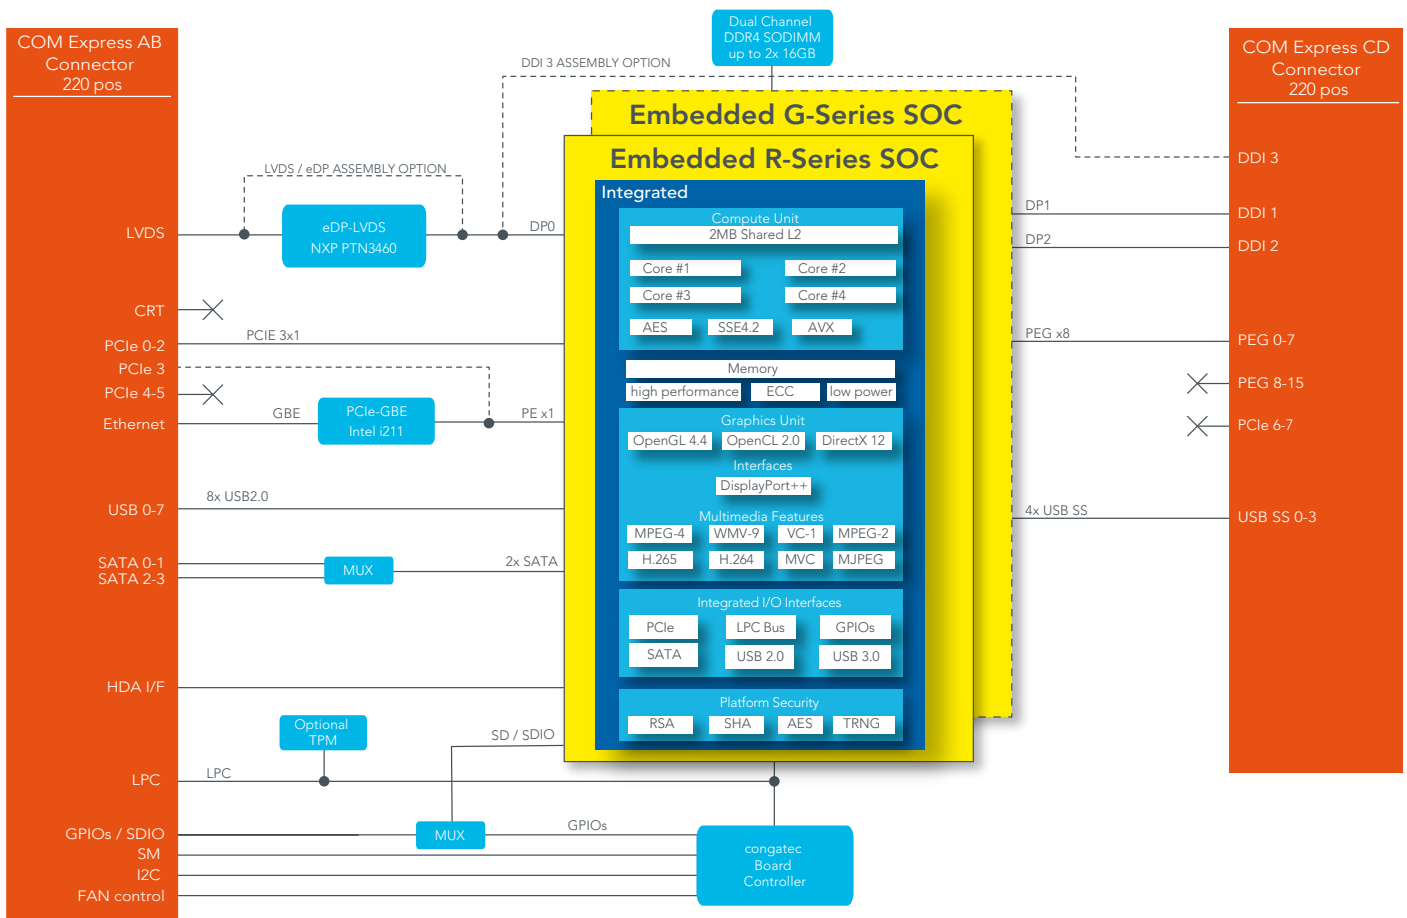 COM Express AB
Connector
220 pos
LVDS
CRT
PCIe 0-2
PCIe 3
PCIe 4-5
Ethernet
USB 0-7
SATA 0-1
SATA 2-3
HDA I/F
LPC
GPIOs / SDIO
SM
I2C
FAN control
Dual Channel
DDR4 SODIMM
up to 2x 16GB
DDI 3 ASSEMBLY OPTION
LVDS / eDP ASSEMBLY OPTION
eDP-LVDS
NXP PTN3460
DP0
PCIE 3x1
GBE
PCIe-GBE
Intel i211
PE x1
8x USB2.0
MUX
2x SATA
Optional
TPM
SD / SDIO
LPC
MUX
GPIOs
congatec
Board
Controller
Embedded G-Series SOC
Embedded R-Series SOC
Integrated
Compute Unit
2MB Shared L2
Core #1
Core #2
Core #3
Core #4
AES
SSE4.2
AVX
Memory
high performance
ECC
low power
Graphics Unit
OpenGL 4.4
OpenCL 2.0
DirectX 12
Interfaces
DisplayPort++
Multimedia Features
MPEG-4
WMV-9
VC-1
MPEG-2
H.265
H.264
MVC
MJPEG
Integrated I/O Interfaces
PCIe
LPC Bus
GPIOs
SATA
USB 2.0
USB 3.0
Platform Security
RSA
SHA
AES
TRNG
DP1
DP2
PEG x8
4x USB SS
COM Express CD
Connector
220 pos
DDI 3
DDI 1
DDI 2
PEG 0-7
PEG 8-15
PCIe 6-7
USB SS 0-3